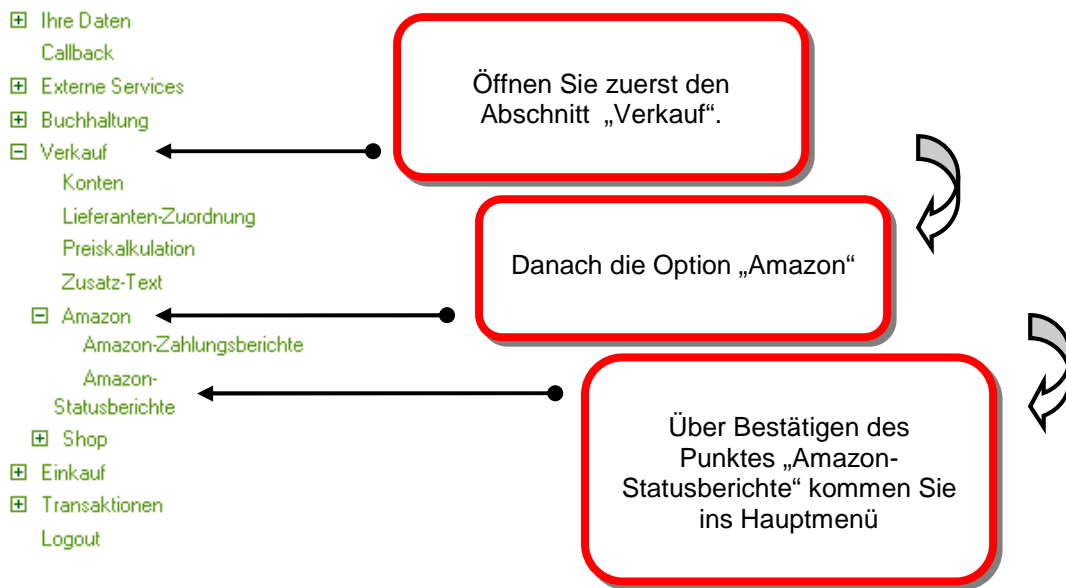 Ihre Daten
Callback
Externe Services
Buchhaltung
Verkauf
Konten
Lieferanten-Zuordnung
Preiskalkulation
Zusatz-Text
Amazon
Amazon-Zahlungsberichte
Amazon-
Statusberichte
Shop
Einkauf
Transaktionen
Logout
Öffnen Sie zuerst den
Abschnitt „Verkauf“.
Danach die Option „Amazon“
Über Bestätigen des
Punktes „Amazon-
Statusberichte“ kommen Sie
ins Hauptmenü